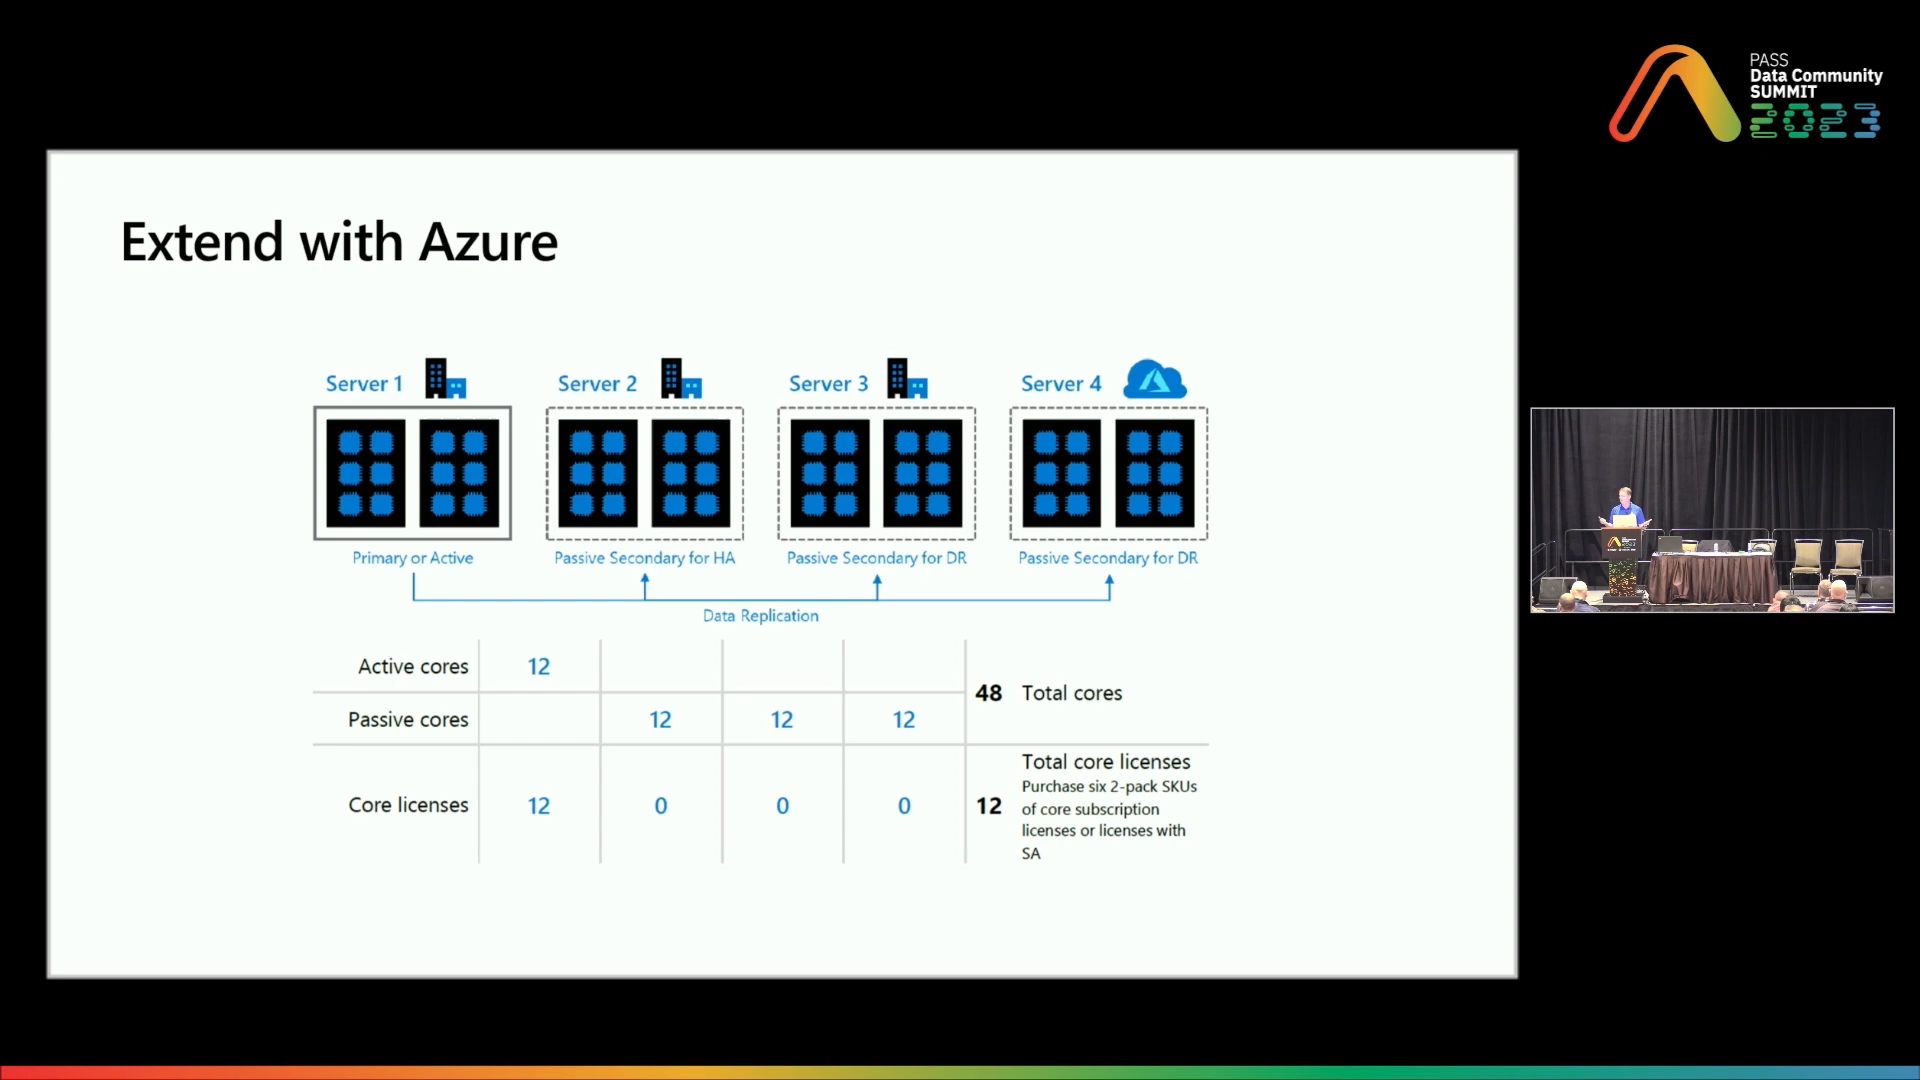 PASS
Data Community
SUMMIT
2023
Extend with Azure
Server 1
Server 2
Server 3
Server 4
Primary or Active
Passive Secondary for HA
Passive Secondary for DR
Passive Secondary for DR
Data Replication
Active cores
12
48 Total cores
Passive cores
12
12
12
Core licenses
12
0
0
0
12
Total core licenses
Purchase six 2-pack SKUs
of core subscription
licenses or licenses with
SA